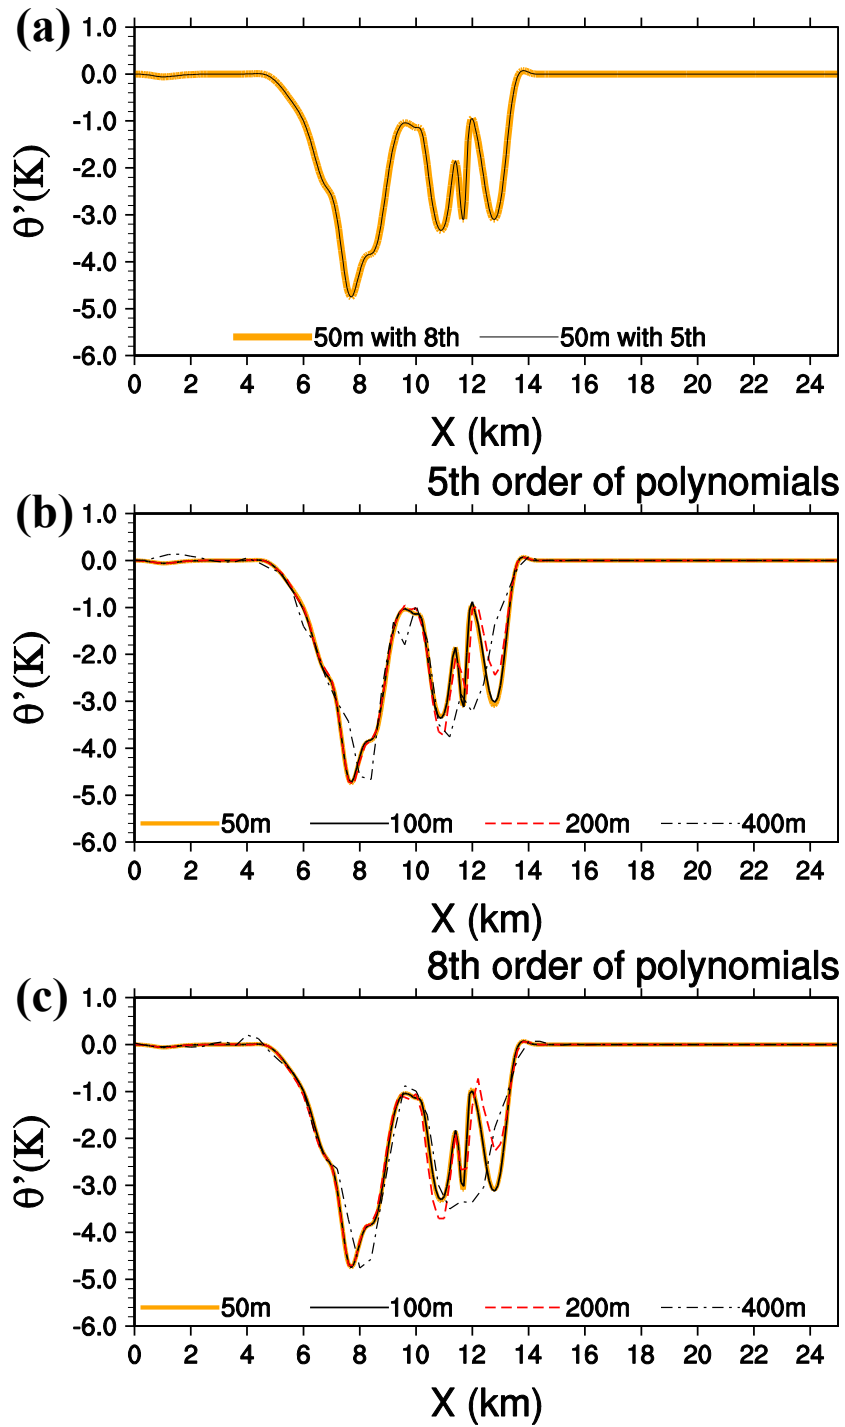 (a)
1.0
0.0
-1.0
-2.0
-3.0
-4.0
-5.0
-6.0
θ’(K)
50m with 8th 50m with 5th
0 2 4 6 8 10 12 14 16 18 20 22 24
X (km)
5th order of polynomials
(b)
1.0
0.0
-1.0
-2.0
-3.0
-4.0
-5.0
-6.0
θ’(K)
50m 100m 200m 400m
0 2 4 6 8 10 12 14 16 18 20 22 24
X (km)
8th order of polynomials
(c)
1.0
0.0
-1.0
-2.0
-3.0
-4.0
-5.0
-6.0
θ’(K)
50m 100m 200m 400m
0 2 4 6 8 10 12 14 16 18 20 22 24
X (km)